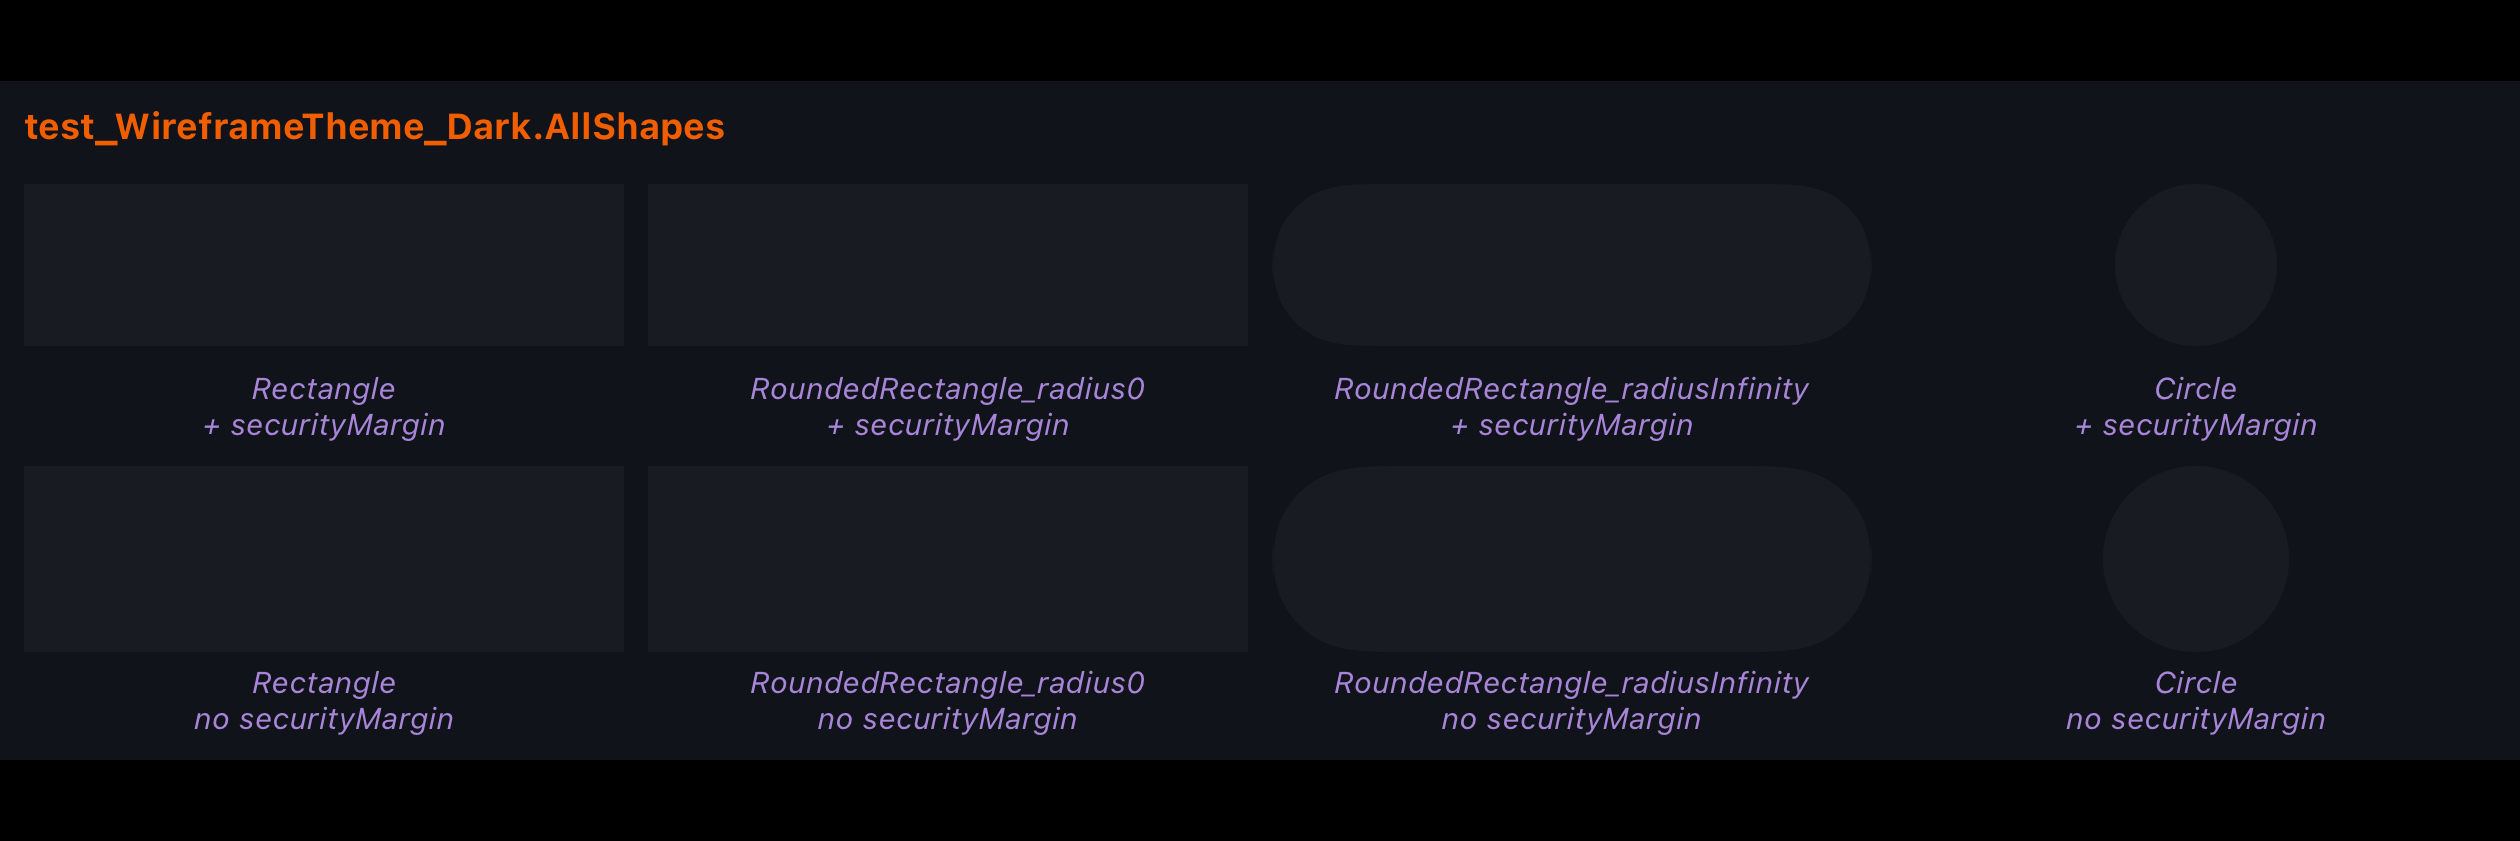 test_WireframeTheme_Dark.AllShapes
Rectangle
+ securityMargin
RoundedRectangle_radius0
+ securityMargin
RoundedRectangle_radiusInfinity
+ securityMargin
Circle
+ securityMargin
Rectangle
no securityMargin
RoundedRectangle_radius0
no securityMargin
RoundedRectangle_radiusInfinity
no securityMargin
Circle
no securityMargin